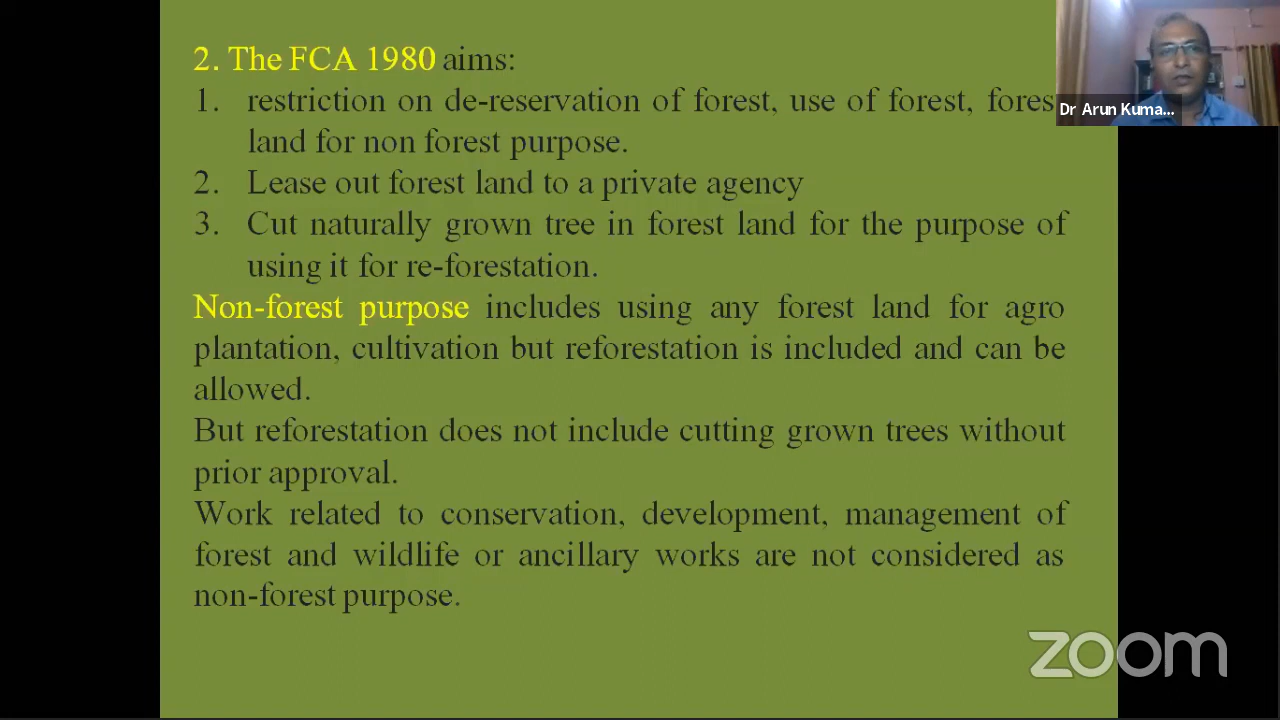 2. The FCA 1980 aims:
1. restriction on de-reservation of forest, use of forest, fores
land for non forest purpose.
2. Lease out forest land to a private agency
3. Cut naturally grown tree in forest land for the purpose of
using it for re-forestation.
Non-forest purpose includes using any forest land for agro
plantation, cultivation but reforestation is included and can be
allowed.
But reforestation does not include cutting grown trees without
prior approval.
Work related to conservation, development, management of
forest and wildlife or ancillary works are not considered as
non-forest purpose.
Dr Arun Kuma...
zoom